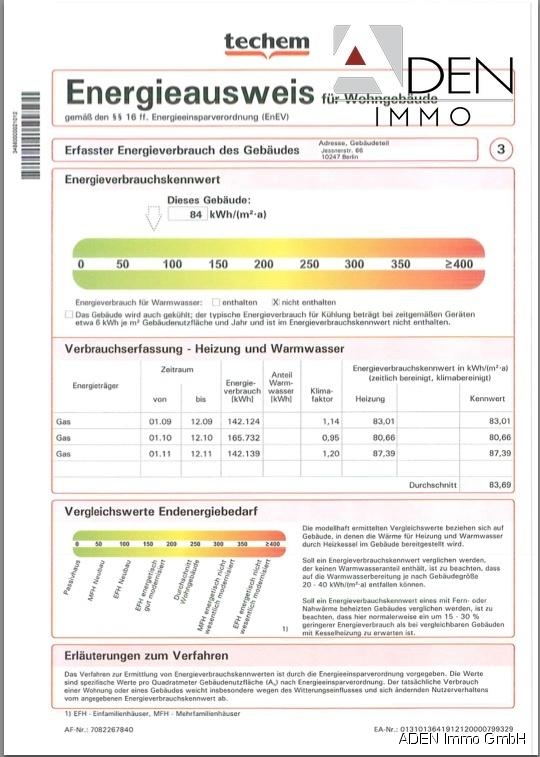 techem
ADEN
IMMO
Energieausweis für Wohngebäude
gemäß den §§ 16 ff. Energieeinsparverordnung (EnEV)
Erfasster Energieverbrauch des Gebäudes
Adresse, Gebäudeteil
Jessnerstr. 66
10247 Berlin
3
Energieverbrauchskennwert
Dieses Gebäude:
84 kWh/(m²·a)
0 50 100 150 200 250 300 350 ≥400
Energieverbrauch für Warmwasser: enthalten X nicht enthalten
Das Gebäude wird auch gekühlt; der typische Energieverbrauch für Kühlung beträgt bei zeitgemäßen Geräten
etwa 6 kWh je m² Gebäudenutzfläche und Jahr und ist im Energieverbrauchskennwert nicht enthalten.
Verbrauchserfassung - Heizung und Warmwasser
Energieträger
Zeitraum
von bis
Energie-
verbrauch
[kWh]
Anteil
Warm-
wasser
[kWh]
Klima-
faktor
Energieverbrauchskennwert in kWh/(m²·a)
(zeitlich bereinigt, klimabereinigt)
Heizung Kennwert
Gas 01.09 12.09 142.124 1,14 83,01 83,01
Gas 01.10 12.10 165.732 0,95 80,66 80,66
Gas 01.11 12.11 142.139 1,20 87,39 87,39
Durchschnitt 83,69
Vergleichswerte Endenergiebedarf
0 50 100 150 200 250 300 350 ≥400
Passivhaus
MFH Neubau
EFH Neubau
EFH energetisch
gut modernisiert
Durchschnitt
Wohngebäude
MFH energetisch nicht
wesentlich modernisiert
EFH energetisch nicht
wesentlich modernisiert
1)
Die modellhaft ermittelten Vergleichswerte beziehen sich auf
Gebäude, in denen die Wärme für Heizung und Warmwasser
durch Heizkessel im Gebäude bereitgestellt wird.
Soll ein Energieverbrauchskennwert verglichen werden,
der keinen Warmwasseranteil enthält, ist zu beachten, dass
auf die Warmwasserbereitung je nach Gebäudegröße
20 - 40 kWh/(m²·a) entfallen können.
Soll ein Energieverbrauchskennwert eines mit Fern- oder
Nahwärme beheizten Gebäudes verglichen werden, ist zu
beachten, dass hier normalerweise ein um 15 - 30 %
geringerer Energieverbrauch als bei vergleichbaren Gebäuden
mit Kesselheizung zu erwarten ist.
Erläuterungen zum Verfahren
Das Verfahren zur Ermittlung von Energieverbrauchskennwerten ist durch die Energieeinsparverordnung vorgegeben. Die Werte
sind spezifische Werte pro Quadratmeter Gebäudenutzfläche (Aₙ) nach Energieeinsparverordnung. Der tatsächliche Verbrauch
einer Wohnung oder eines Gebäudes weicht insbesondere wegen des Witterungseinflusses und sich ändernden Nutzerverhaltens
vom angegebenen Energieverbrauchskennwert ab.
1) EFH - Einfamilienhäuser, MFH - Mehrfamilienhäuser
AF-Nr.: 7082267840
EA-Nr.: 0131013641912120000799329
ADEN Immo GmbH